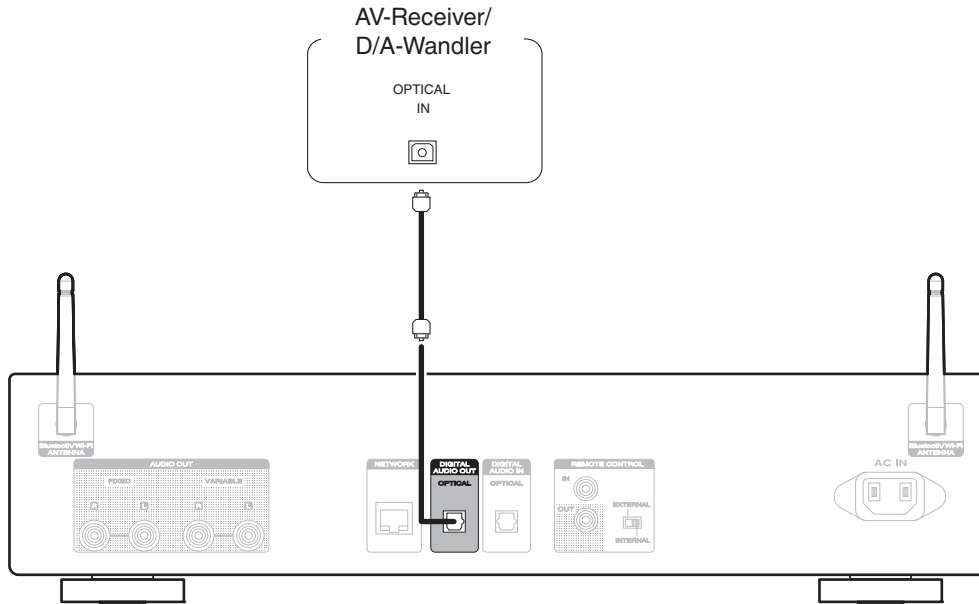 AV-Receiver/
D/A-Wandler
OPTICAL
IN
Bluetooth/Wi-Fi
ANTENNA
AUDIO OUT
FIXED
VARIABLE
R
L
R
L
NETWORK
DIGITAL
AUDIO OUT
OPTICAL
DIGITAL
AUDIO IN
OPTICAL
REMOTE CONTROL
IN
OUT
EXTERNAL
INTERNAL
AC IN
Bluetooth/Wi-Fi
ANTENNA